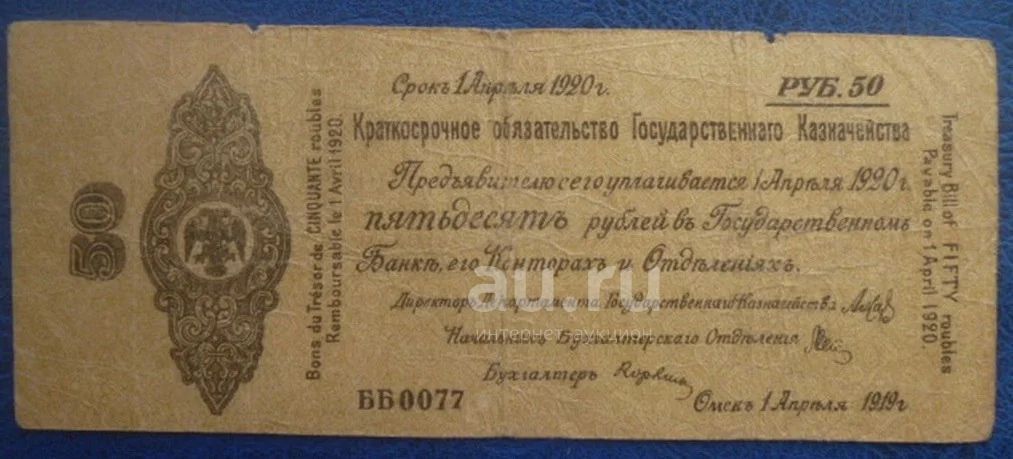 50
Bons du Trésor de CINQUANTE roubles
Remboursable le 1 Avril 1920.
Срокъ 1 Апрѣля 1920 г.
РУБ. 50
Краткосрочное обязательство Государственнаго Казначейства
Предъявителю сего уплачивается 1 Апрѣля 1920 г.
пятьдесятъ рублей въ Государственномъ
Банкѣ, его Конторахъ и Отдѣленіяхъ.
Директоръ Департамента Государственнаго Казначейства
Начальникъ Бухгалтерскаго Отдѣленія
Бухгалтеръ
ББ0077
Омскъ 1 Апрѣля 1919 г
Treasury Bill of FIFTY roubles
Payable on 1 April 1920.
au.ru
интернет-аукцион